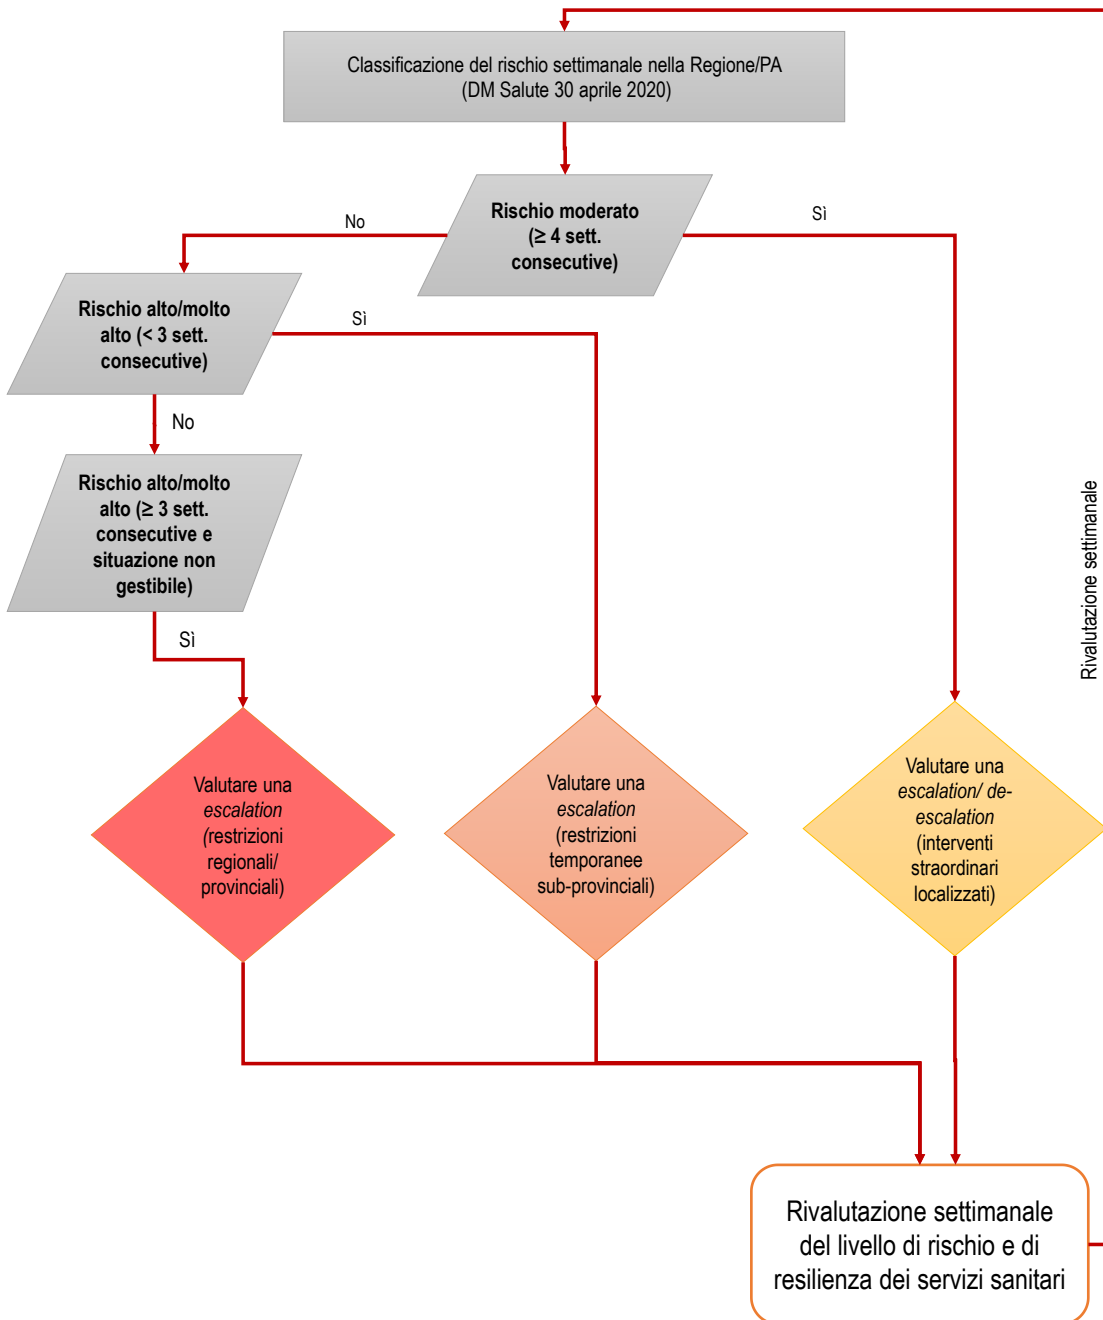 Classificazione del rischio settimanale nella Regione/PA
(DM Salute 30 aprile 2020)
Rischio moderato
(≥ 4 sett.
consecutive)
No
Sì
Rischio alto/molto
alto (< 3 sett.
consecutive)
Sì
No
Rischio alto/molto
alto (≥ 3 sett.
consecutive e
situazione non
gestibile)
Sì
Rivalutazione settimanale
Valutare una
escalation
(restrizioni
regionali/
provinciali)
Valutare una
escalation
(restrizioni
temporanee
sub-provinciali)
Valutare una
escalation/ de-
escalation
(interventi
straordinari
localizzati)
Rivalutazione settimanale
del livello di rischio e di
resilienza dei servizi sanitari